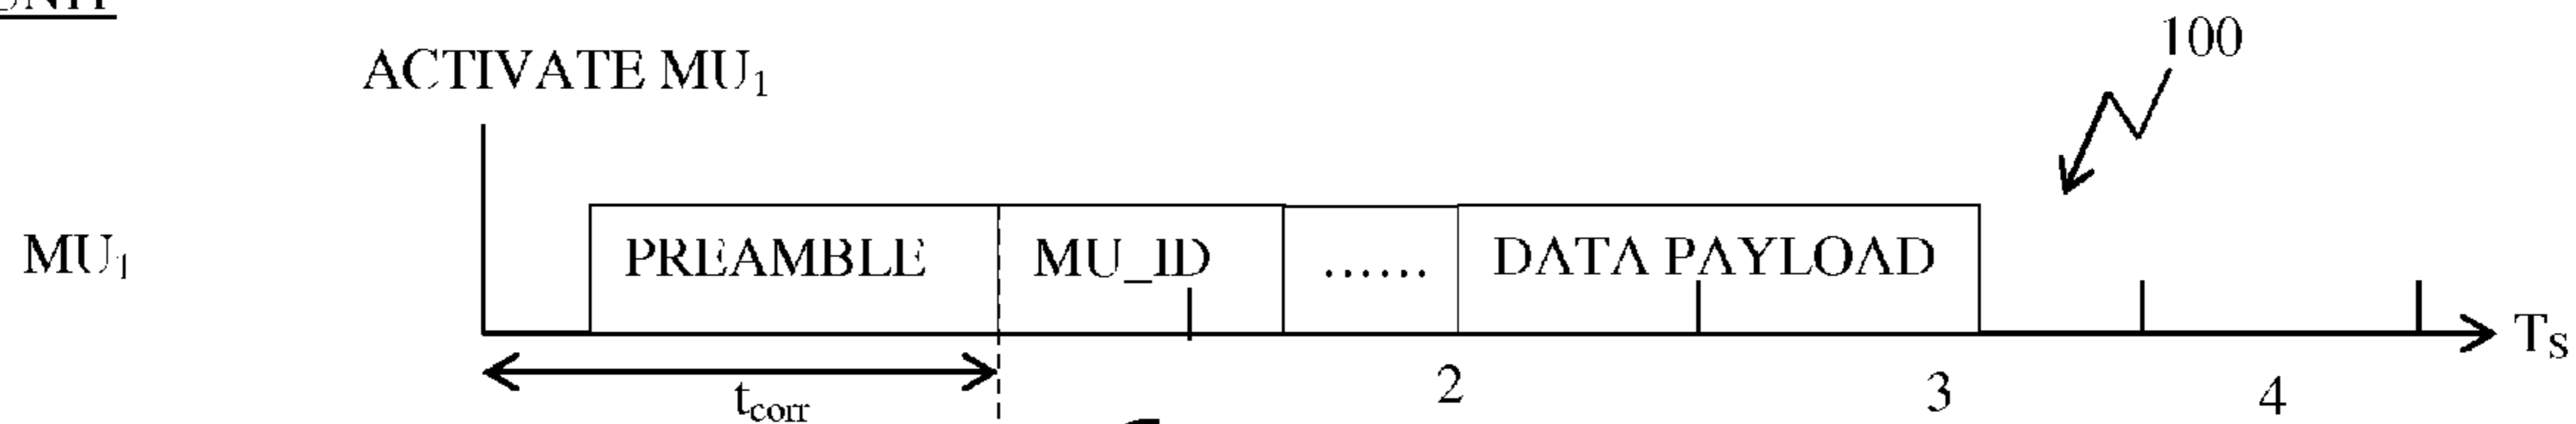 100
ACTIVATE MU1
MU1
PREAMBLE
MU_ID
......
DATA PAYLOAD
TS
tcorr
2
3
4